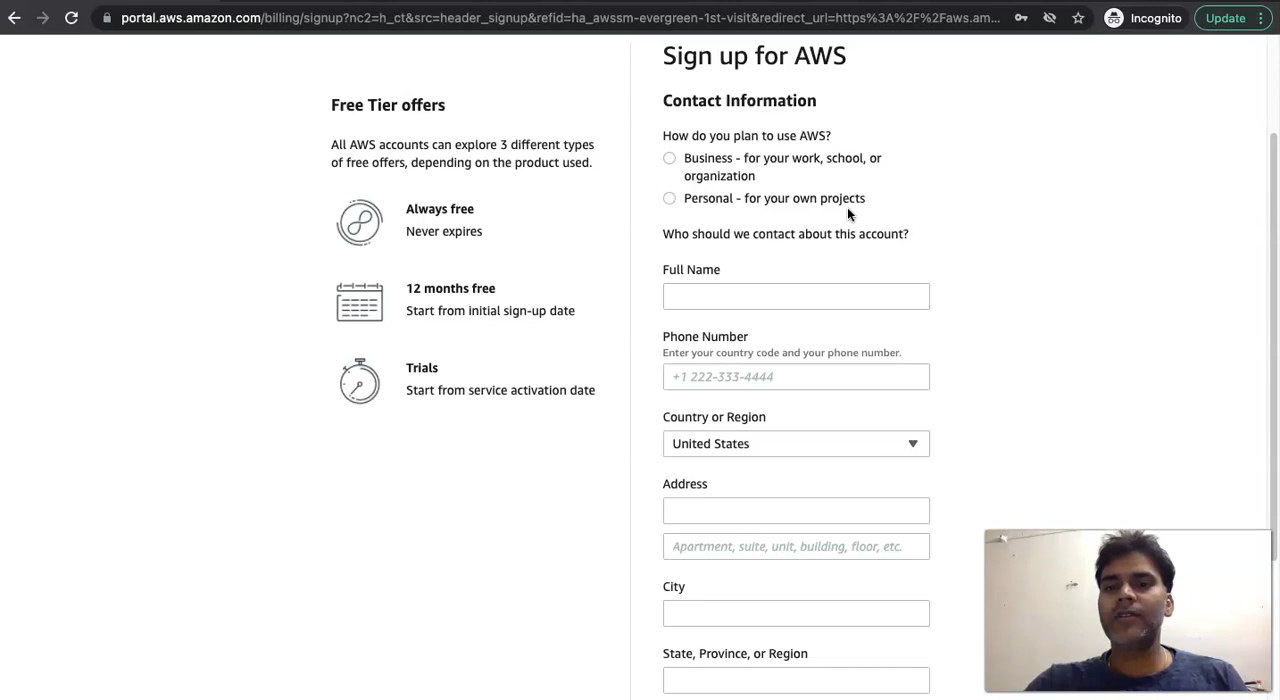 portal.aws.amazon.com/billing/signup?nc2=h_ct&src=header_signup&refid=ha_awssm-evergreen-1st-visit&redirect_url=https%3A%2F%2Faws.am...
Incognito
Update
Sign up for AWS
Free Tier offers
All AWS accounts can explore 3 different types
of free offers, depending on the product used.
Always free
Never expires
12 months free
Start from initial sign-up date
Trials
Start from service activation date
Contact Information
How do you plan to use AWS?
Business - for your work, school, or
organization
Personal - for your own projects
Who should we contact about this account?
Full Name
Phone Number
Enter your country code and your phone number.
+1 222-333-4444
Country or Region
United States
Address
Apartment, suite, unit, building, floor, etc.
City
State, Province, or Region